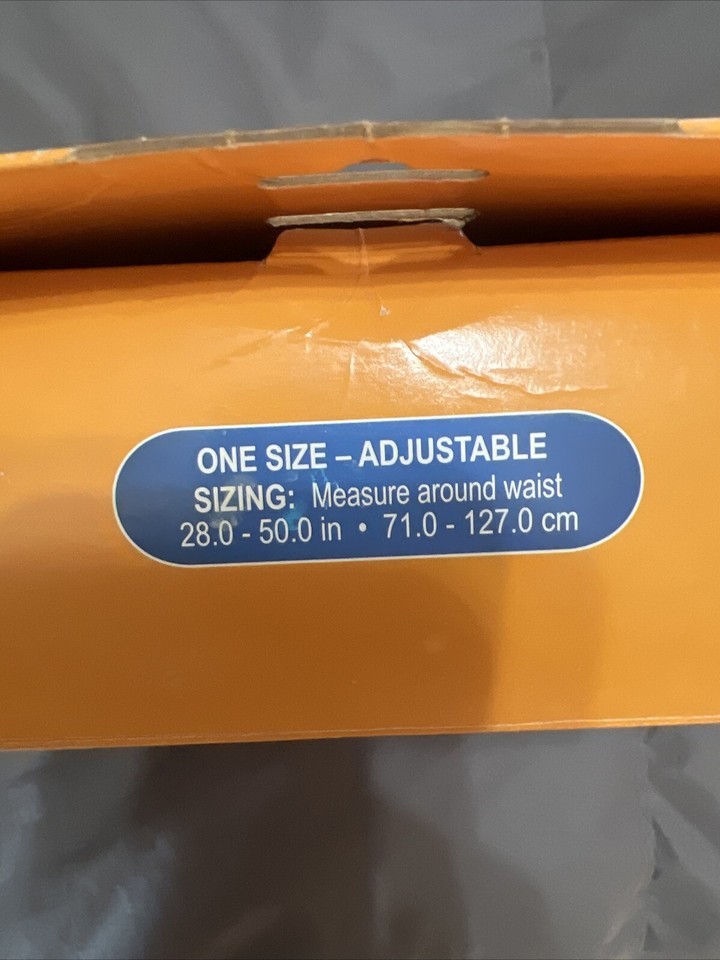 ONE SIZE – ADJUSTABLE
SIZING: Measure around waist
28.0 - 50.0 in • 71.0 - 127.0 cm